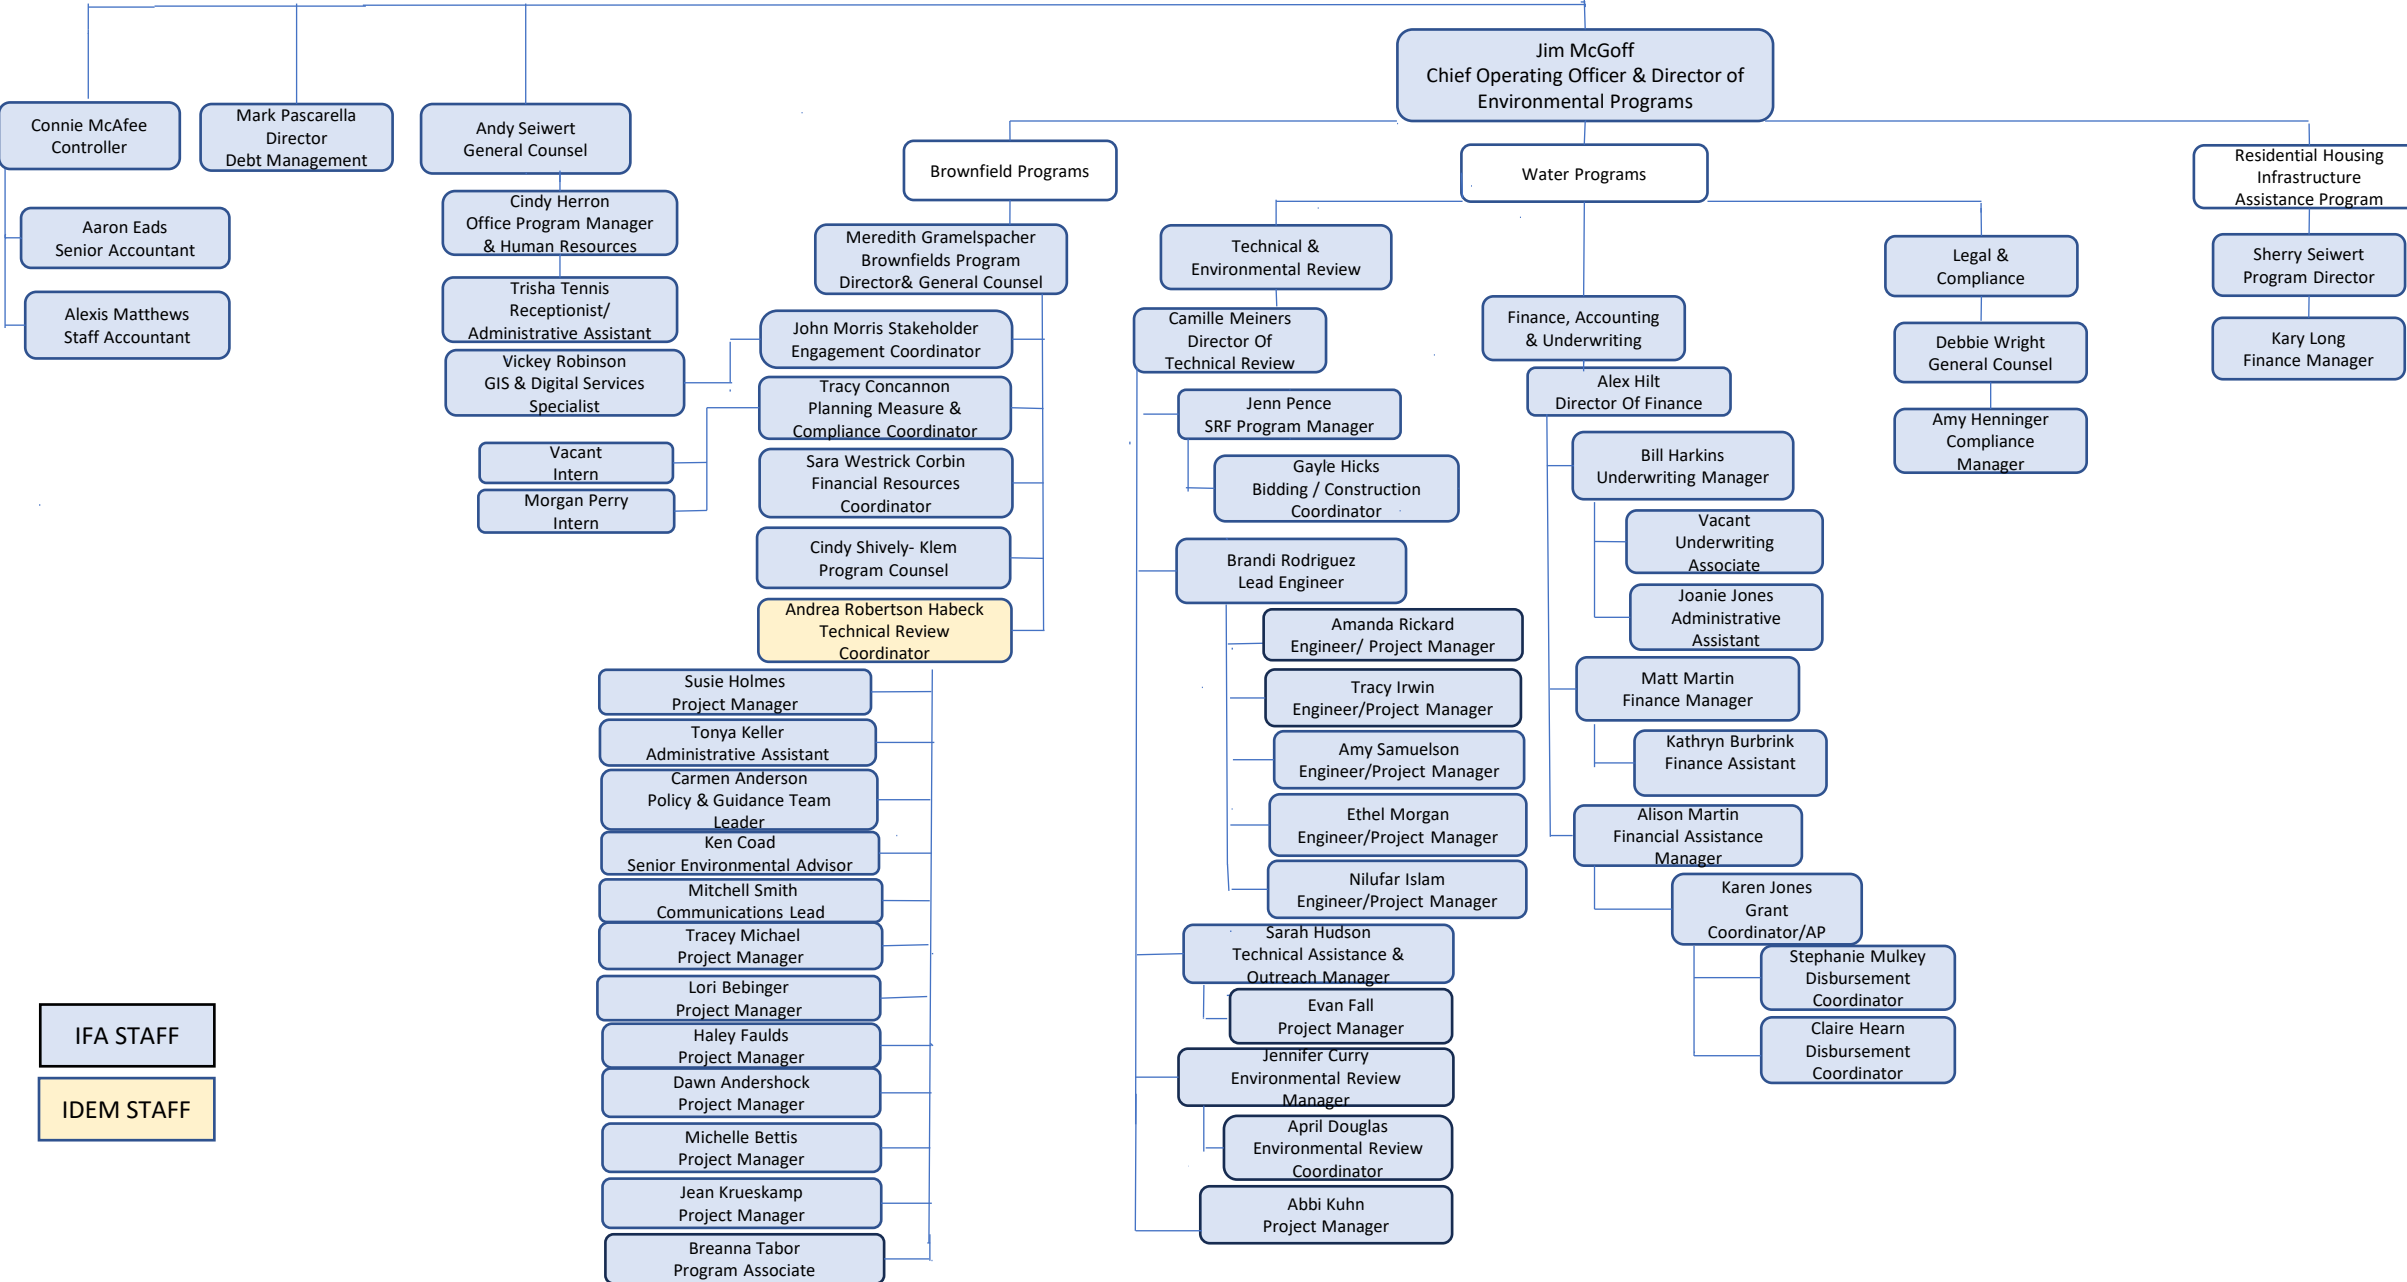 Jim McGoff
Chief Operating Officer & Director of
Environmental Programs
Connie McAfee
Controller
Mark Pascarella
Director
Debt Management
Andy Seiwert
General Counsel
Aaron Eads
Senior Accountant
Alexis Matthews
Staff Accountant
Cindy Herron
Office Program Manager
& Human Resources
Trisha Tennis
Receptionist/
Administrative Assistant
Vickey Robinson
GIS & Digital Services
Specialist
Vacant
Intern
Morgan Perry
Intern
Brownfield Programs
Meredith Gramelspacher
Brownfields Program
Director& General Counsel
John Morris Stakeholder
Engagement Coordinator
Tracy Concannon
Planning Measure &
Compliance Coordinator
Sara Westrick Corbin
Financial Resources
Coordinator
Cindy Shively- Klem
Program Counsel
Andrea Robertson Habeck
Technical Review
Coordinator
Susie Holmes
Project Manager
Tonya Keller
Administrative Assistant
Carmen Anderson
Policy & Guidance Team
Leader
Ken Coad
Senior Environmental Advisor
Mitchell Smith
Communications Lead
Tracey Michael
Project Manager
Lori Bebinger
Project Manager
Haley Faulds
Project Manager
Dawn Andershock
Project Manager
Michelle Bettis
Project Manager
Jean Krueskamp
Project Manager
Breanna Tabor
Program Associate
Water Programs
Technical &
Environmental Review
Camille Meiners
Director Of
Technical Review
Jenn Pence
SRF Program Manager
Gayle Hicks
Bidding / Construction
Coordinator
Brandi Rodriguez
Lead Engineer
Amanda Rickard
Engineer/ Project Manager
Tracy Irwin
Engineer/Project Manager
Amy Samuelson
Engineer/Project Manager
Ethel Morgan
Engineer/Project Manager
Nilufar Islam
Engineer/Project Manager
Sarah Hudson
Technical Assistance &
Outreach Manager
Evan Fall
Project Manager
Jennifer Curry
Environmental Review
Manager
April Douglas
Environmental Review
Coordinator
Abbi Kuhn
Project Manager
Finance, Accounting
& Underwriting
Alex Hilt
Director Of Finance
Bill Harkins
Underwriting Manager
Vacant
Underwriting
Associate
Joanie Jones
Administrative
Assistant
Matt Martin
Finance Manager
Kathryn Burbrink
Finance Assistant
Alison Martin
Financial Assistance
Manager
Karen Jones
Grant
Coordinator/AP
Stephanie Mulkey
Disbursement
Coordinator
Claire Hearn
Disbursement
Coordinator
Legal &
Compliance
Debbie Wright
General Counsel
Amy Henninger
Compliance
Manager
Residential Housing
Infrastructure
Assistance Program
Sherry Seiwert
Program Director
Kary Long
Finance Manager
IFA STAFF
IDEM STAFF